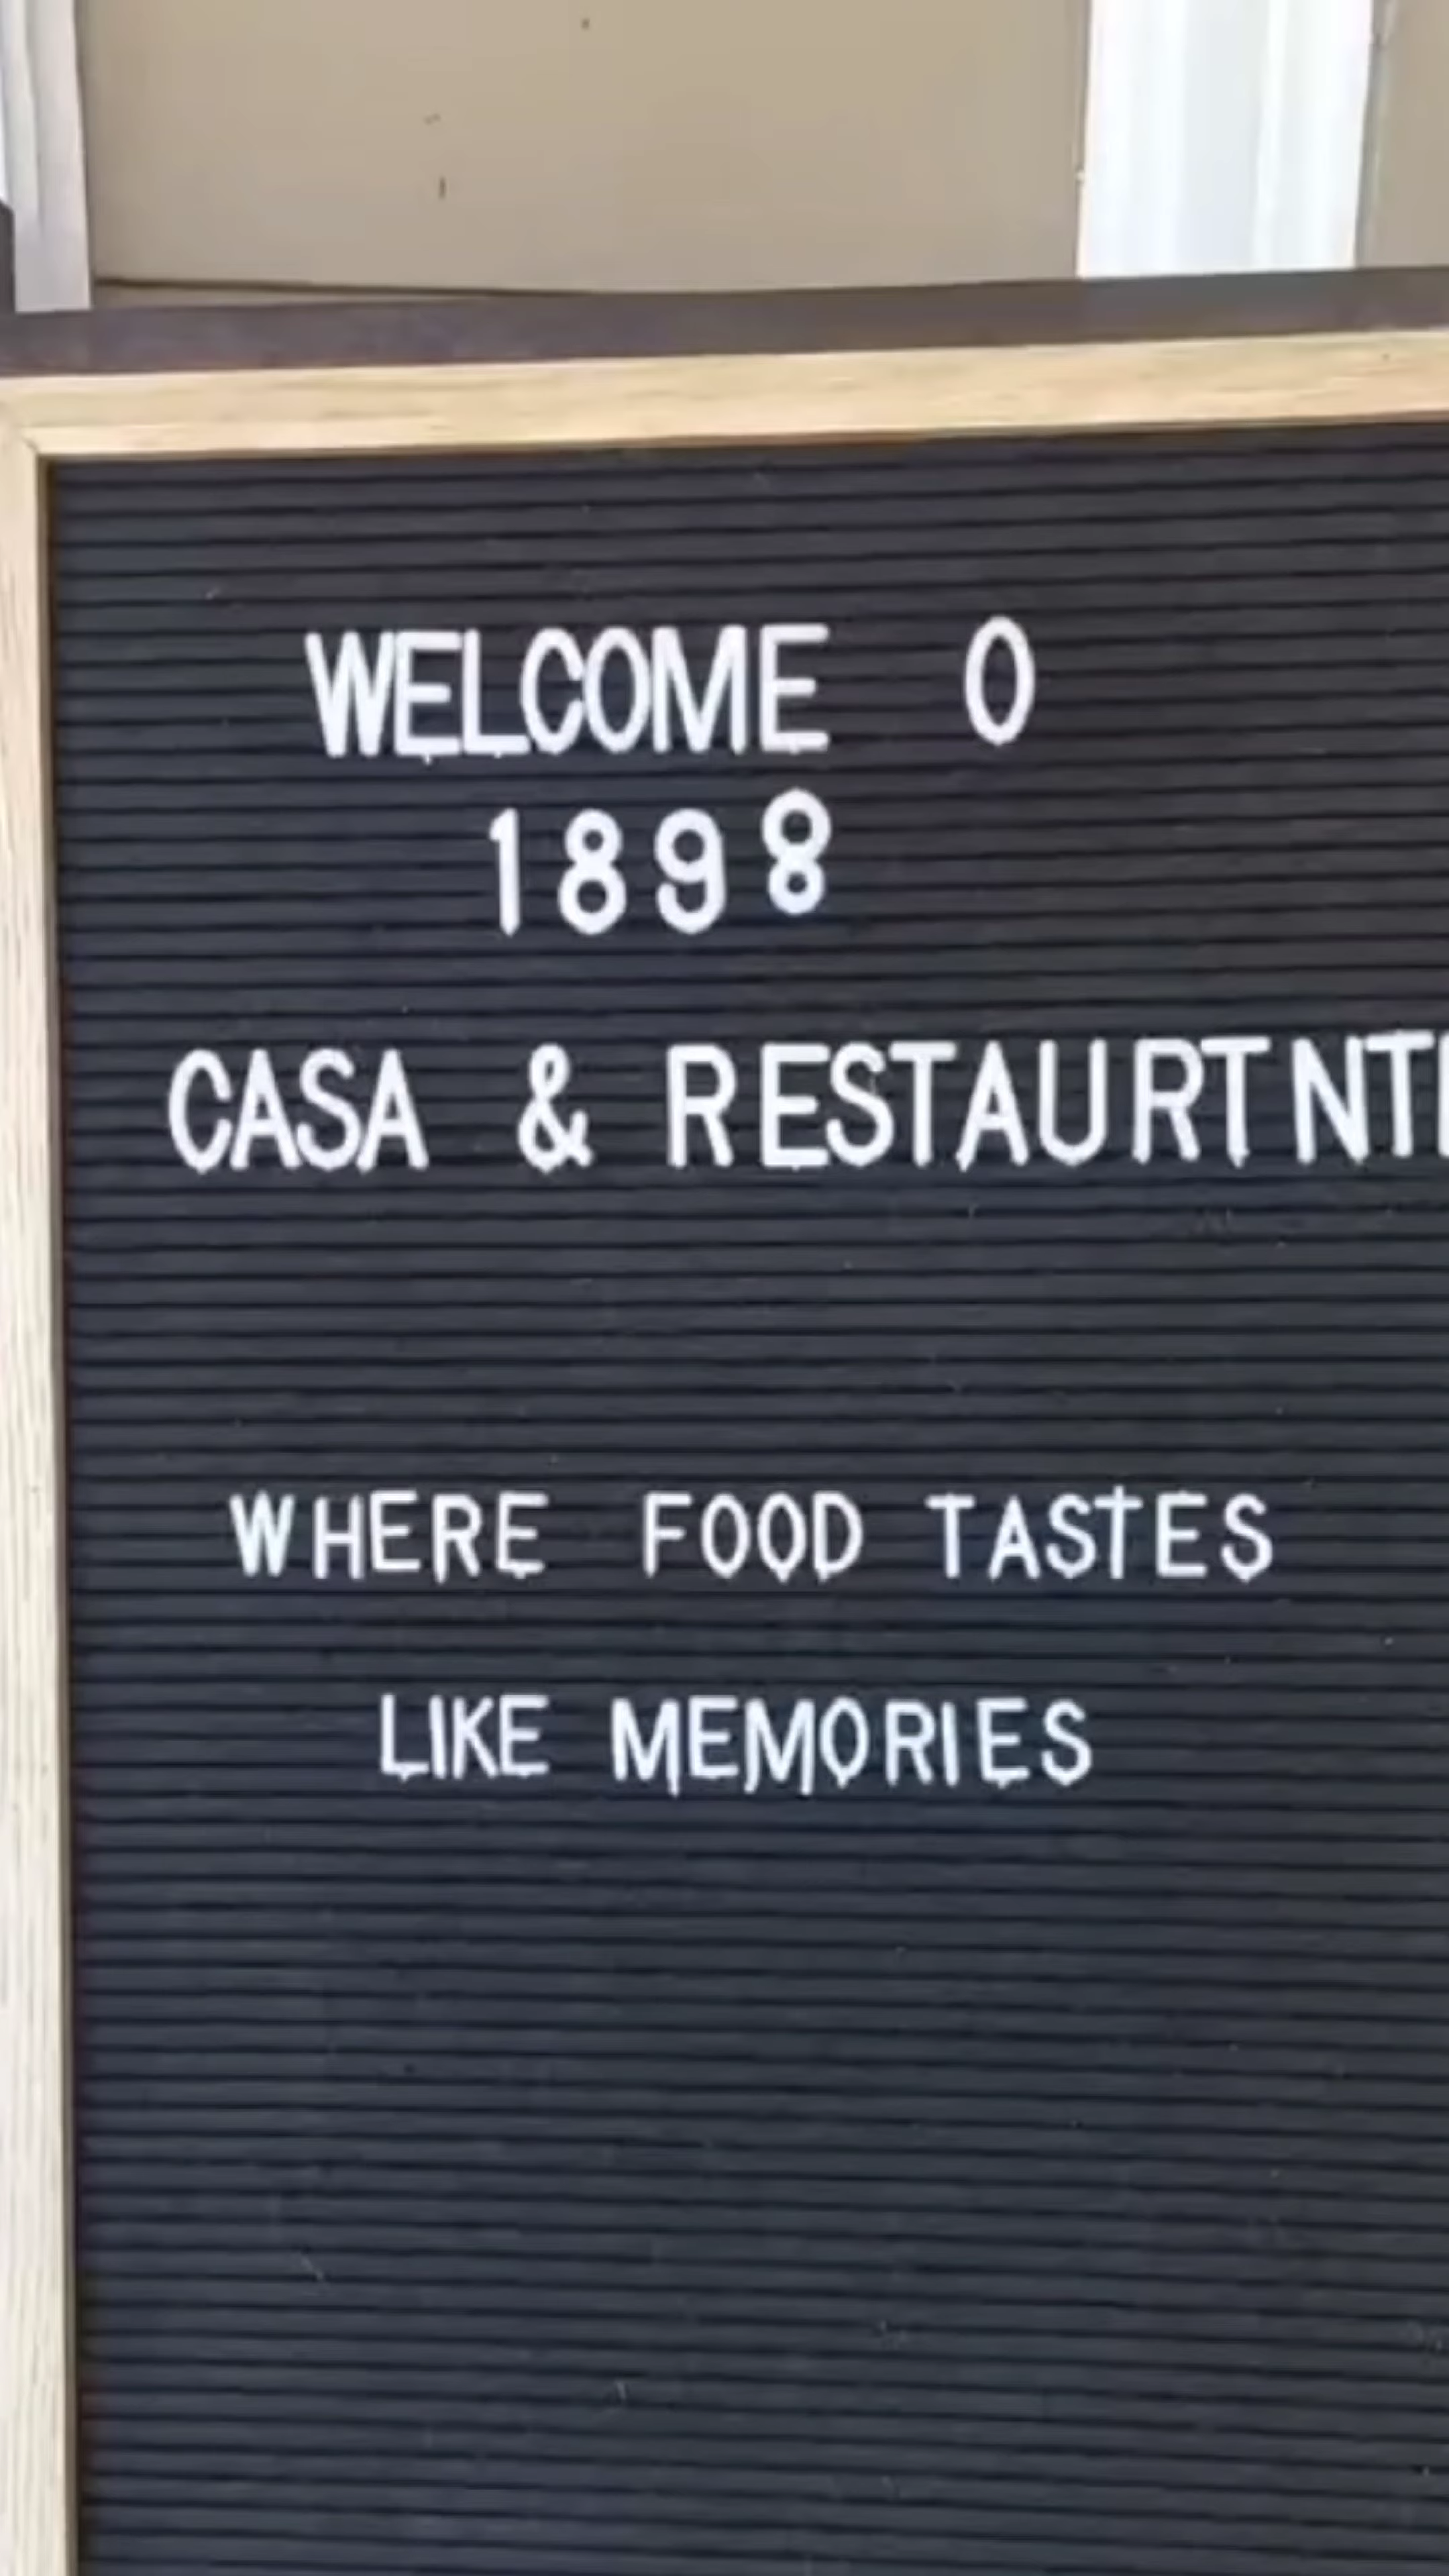 WELCOME O
1898
CASA & RESTAURTNT
WHERE FOOD TASTES
LIKE MEMORIES